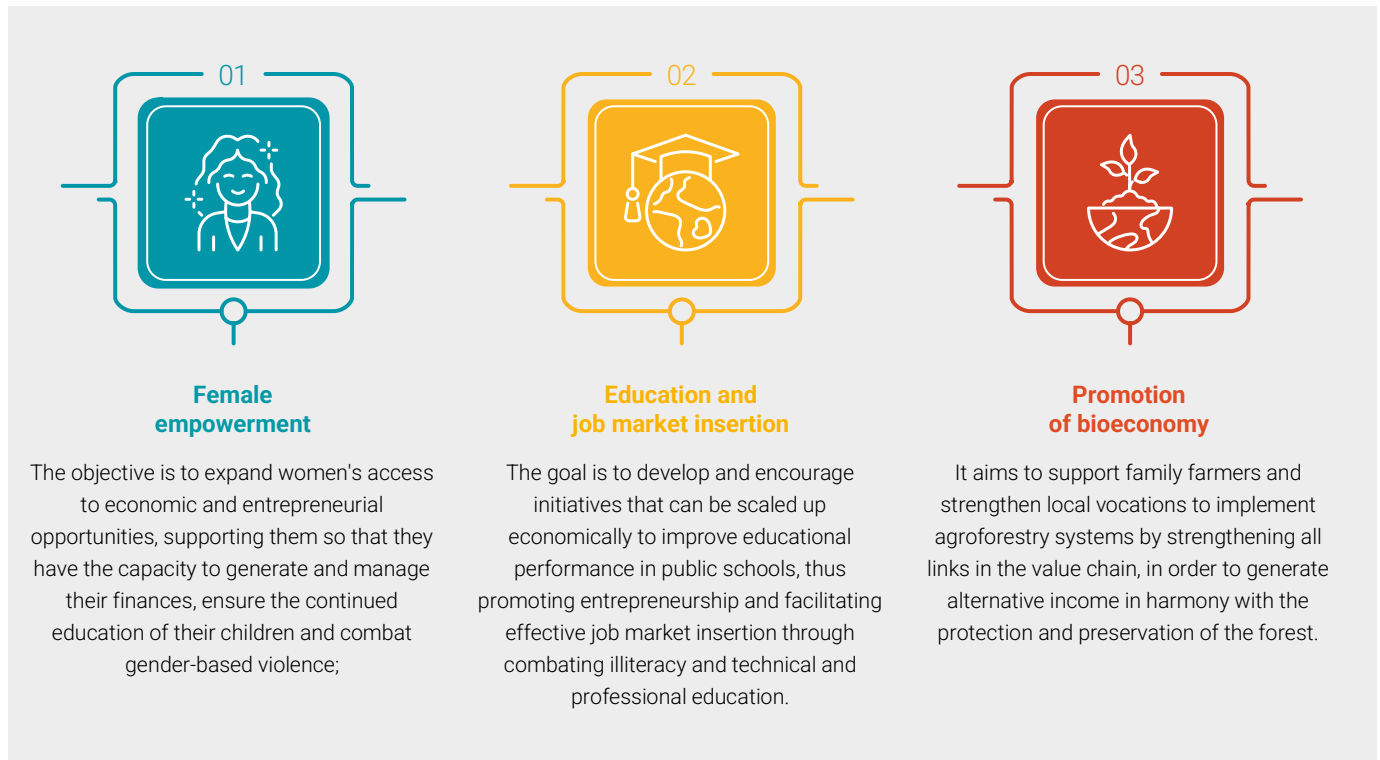 01
Female
empowerment
The objective is to expand women's access
to economic and entrepreneurial
opportunities, supporting them so that they
have the capacity to generate and manage
their finances, ensure the continued
education of their children and combat
gender-based violence;
02
Education and
job market insertion
The goal is to develop and encourage
initiatives that can be scaled up
economically to improve educational
performance in public schools, thus
promoting entrepreneurship and facilitating
effective job market insertion through
combating illiteracy and technical and
professional education.
03
Promotion
of bioeconomy
It aims to support family farmers and
strengthen local vocations to implement
agroforestry systems by strengthening all
links in the value chain, in order to generate
alternative income in harmony with the
protection and preservation of the forest.